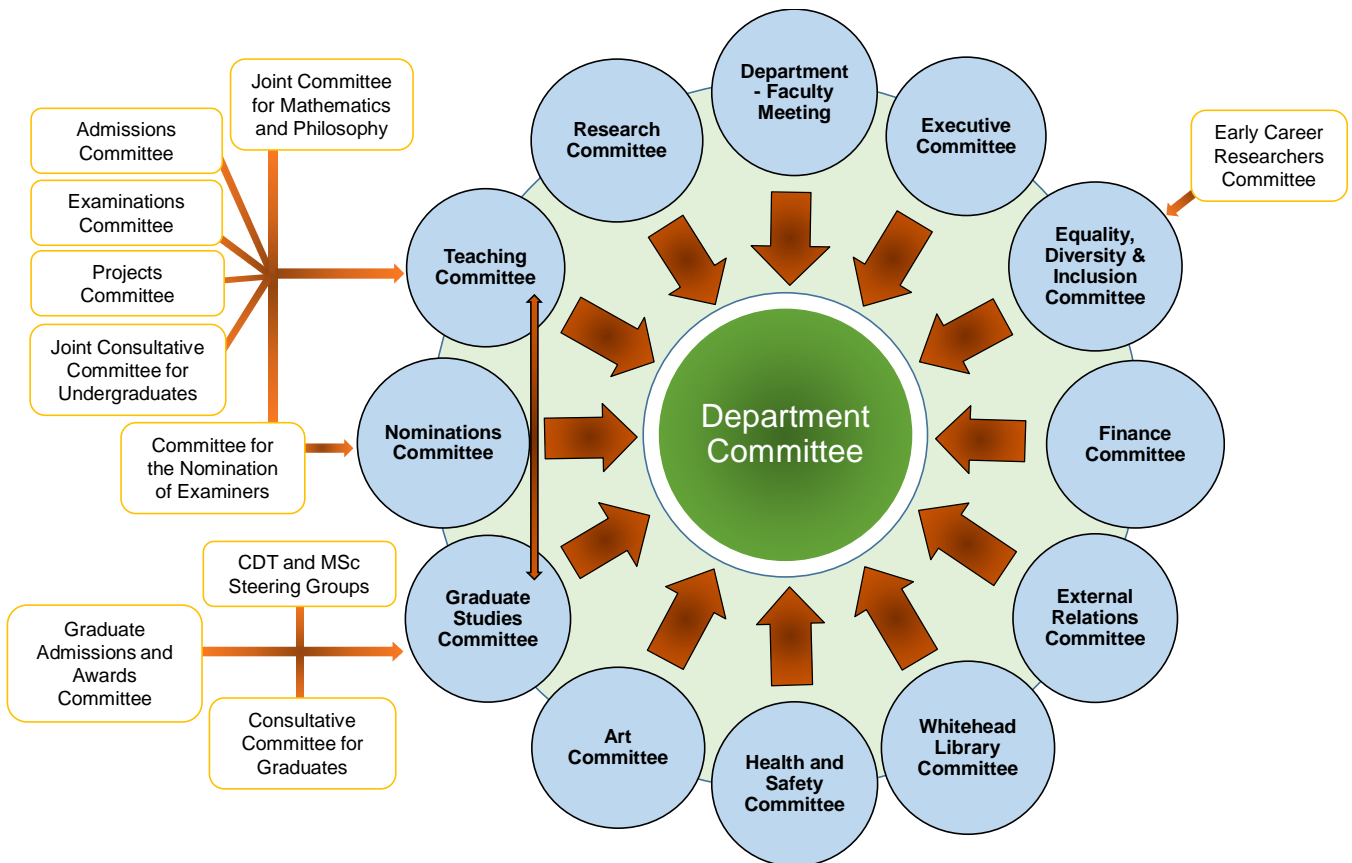 Department
- Faculty
Meeting
Executive
Committee
Equality,
Diversity &
Inclusion
Committee
Early Career
Researchers
Committee
Finance
Committee
External
Relations
Committee
Whitehead
Library
Committee
Health and
Safety
Committee
Art
Committee
Graduate
Studies
Committee
Nominations
Committee
Teaching
Committee
Research
Committee
Department
Committee
Joint Committee
for Mathematics
and Philosophy
Admissions
Committee
Examinations
Committee
Projects
Committee
Joint Consultative
Committee for
Undergraduates
Committee for
the Nomination
of Examiners
CDT and MSc
Steering Groups
Graduate
Admissions and
Awards
Committee
Consultative
Committee for
Graduates